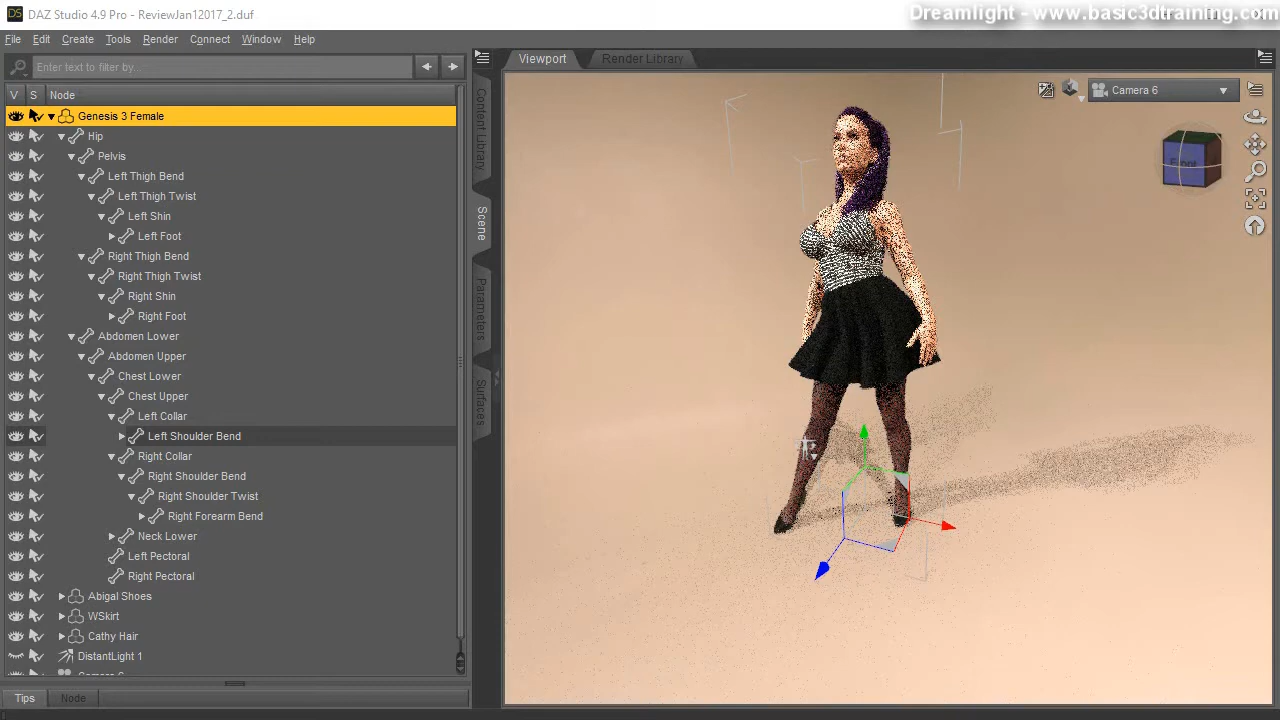 DAZ Studio 4.9 Pro - ReviewJan12017_2.duf
Dreamlight - www.basic3dtraining.com
File Edit Create Tools Render Connect Window Help
Enter text to filter by...
Viewport Render Library
V S Node
Camera 6
Front
Content Library
Scene
Parameters
Surfaces
Genesis 3 Female
Hip
Pelvis
Left Thigh Bend
Left Thigh Twist
Left Shin
Left Foot
Right Thigh Bend
Right Thigh Twist
Right Shin
Right Foot
Abdomen Lower
Abdomen Upper
Chest Lower
Chest Upper
Left Collar
Left Shoulder Bend
Right Collar
Right Shoulder Bend
Right Shoulder Twist
Right Forearm Bend
Neck Lower
Left Pectoral
Right Pectoral
Abigal Shoes
WSkirt
Cathy Hair
DistantLight 1
Tips Node